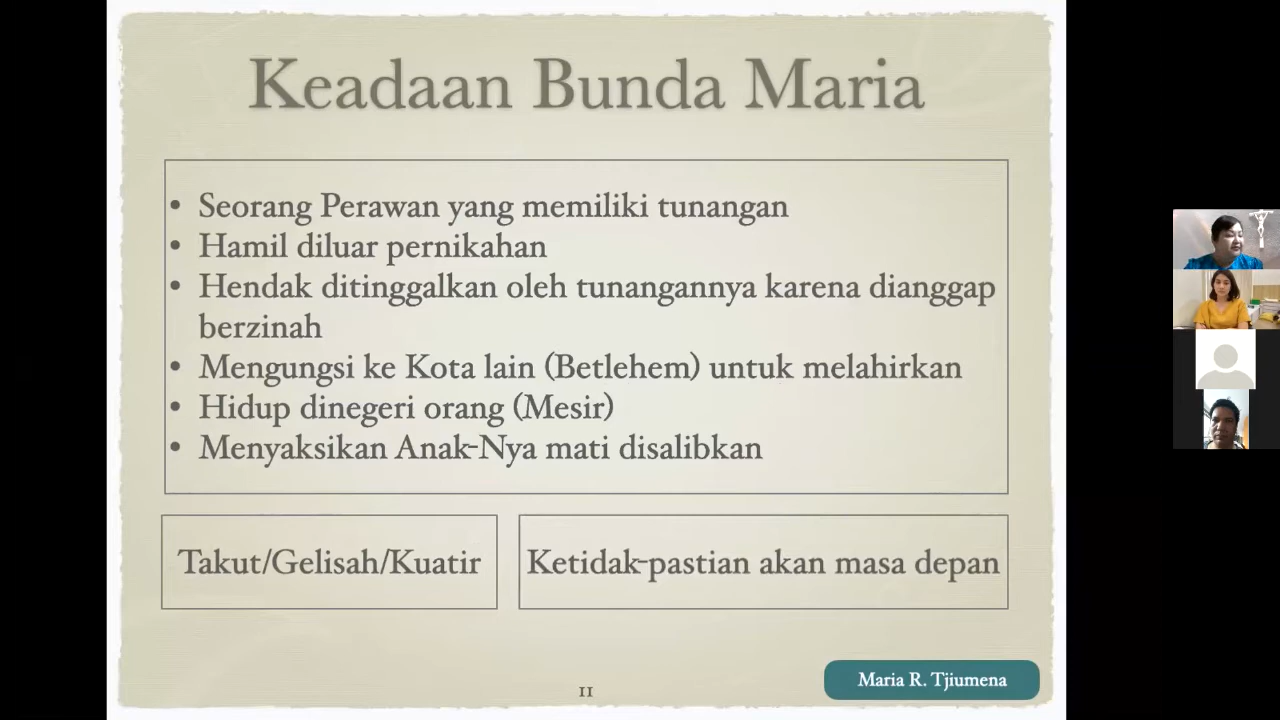 Keadaan Bunda Maria
• Seorang Perawan yang memiliki tunangan
• Hamil diluar pernikahan
• Hendak ditinggalkan oleh tunangannya karena dianggap
berzinah
• Mengungsi ke Kota lain (Betlehem) untuk melahirkan
• Hidup dinegeri orang (Mesir)
• Menyaksikan Anak-Nya mati disalibkan
Takut/Gelisah/Kuatir
Ketidak-pastian akan masa depan
11
Maria R. Tjiumena